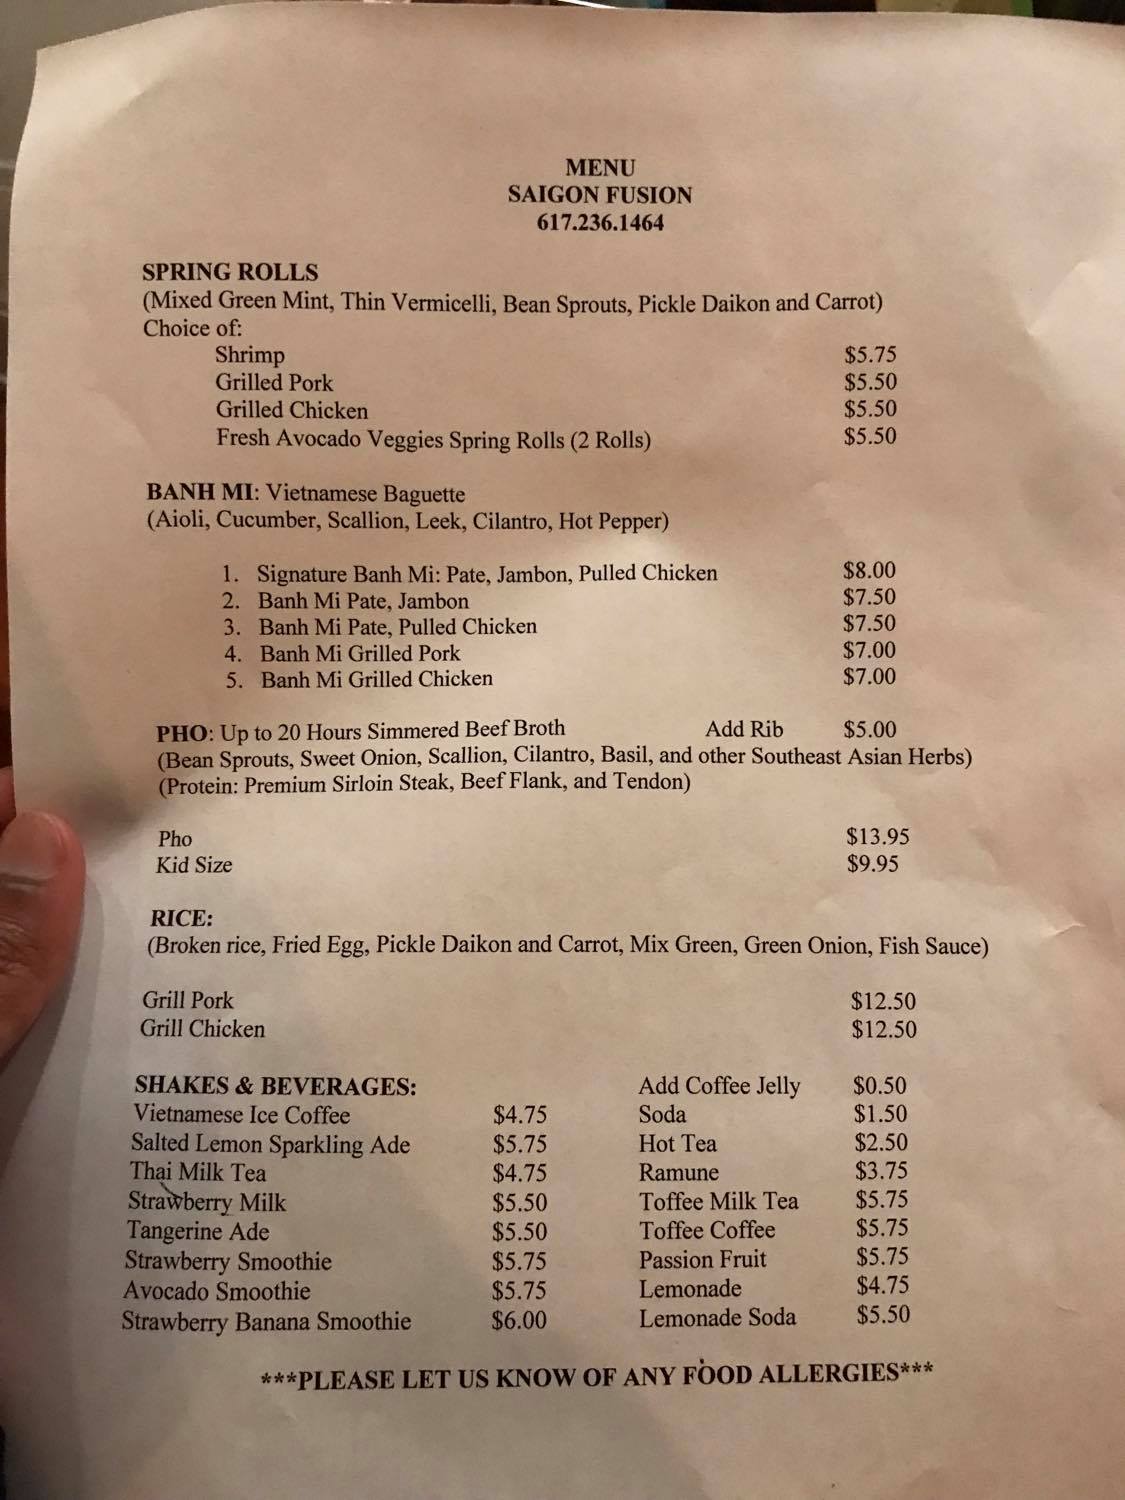 MENU
SAIGON FUSION
617.236.1464
SPRING ROLLS
(Mixed Green Mint, Thin Vermicelli, Bean Sprouts, Pickle Daikon and Carrot)
Choice of:
Shrimp $5.75
Grilled Pork $5.50
Grilled Chicken $5.50
Fresh Avocado Veggies Spring Rolls (2 Rolls) $5.50
BANH MI: Vietnamese Baguette
(Aioli, Cucumber, Scallion, Leek, Cilantro, Hot Pepper)
1. Signature Banh Mi: Pate, Jambon, Pulled Chicken $8.00
2. Banh Mi Pate, Jambon $7.50
3. Banh Mi Pate, Pulled Chicken $7.50
4. Banh Mi Grilled Pork $7.00
5. Banh Mi Grilled Chicken $7.00
PHO: Up to 20 Hours Simmered Beef Broth Add Rib $5.00
(Bean Sprouts, Sweet Onion, Scallion, Cilantro, Basil, and other Southeast Asian Herbs)
(Protein: Premium Sirloin Steak, Beef Flank, and Tendon)
Pho $13.95
Kid Size $9.95
RICE:
(Broken rice, Fried Egg, Pickle Daikon and Carrot, Mix Green, Green Onion, Fish Sauce)
Grill Pork $12.50
Grill Chicken $12.50
SHAKES & BEVERAGES: Add Coffee Jelly $0.50
Vietnamese Ice Coffee $4.75 Soda $1.50
Salted Lemon Sparkling Ade $5.75 Hot Tea $2.50
Thai Milk Tea $4.75 Ramune $3.75
Strawberry Milk $5.50 Toffee Milk Tea $5.75
Tangerine Ade $5.50 Toffee Coffee $5.75
Strawberry Smoothie $5.75 Passion Fruit $5.75
Avocado Smoothie $5.75 Lemonade $4.75
Strawberry Banana Smoothie $6.00 Lemonade Soda $5.50
***PLEASE LET US KNOW OF ANY FOOD ALLERGIES***